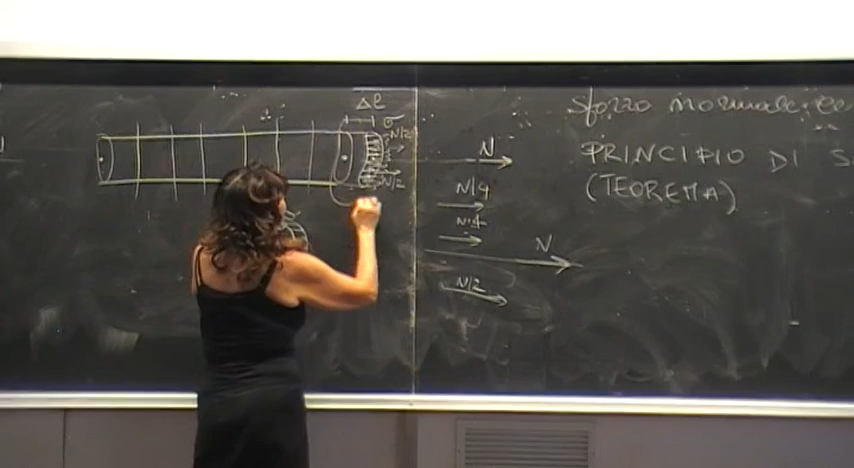 Δl
σ
N/2
N/2
N
N/4
N/4
N
N/2
sforzo normale
PRINCIPIO DI S
(TEOREMA)